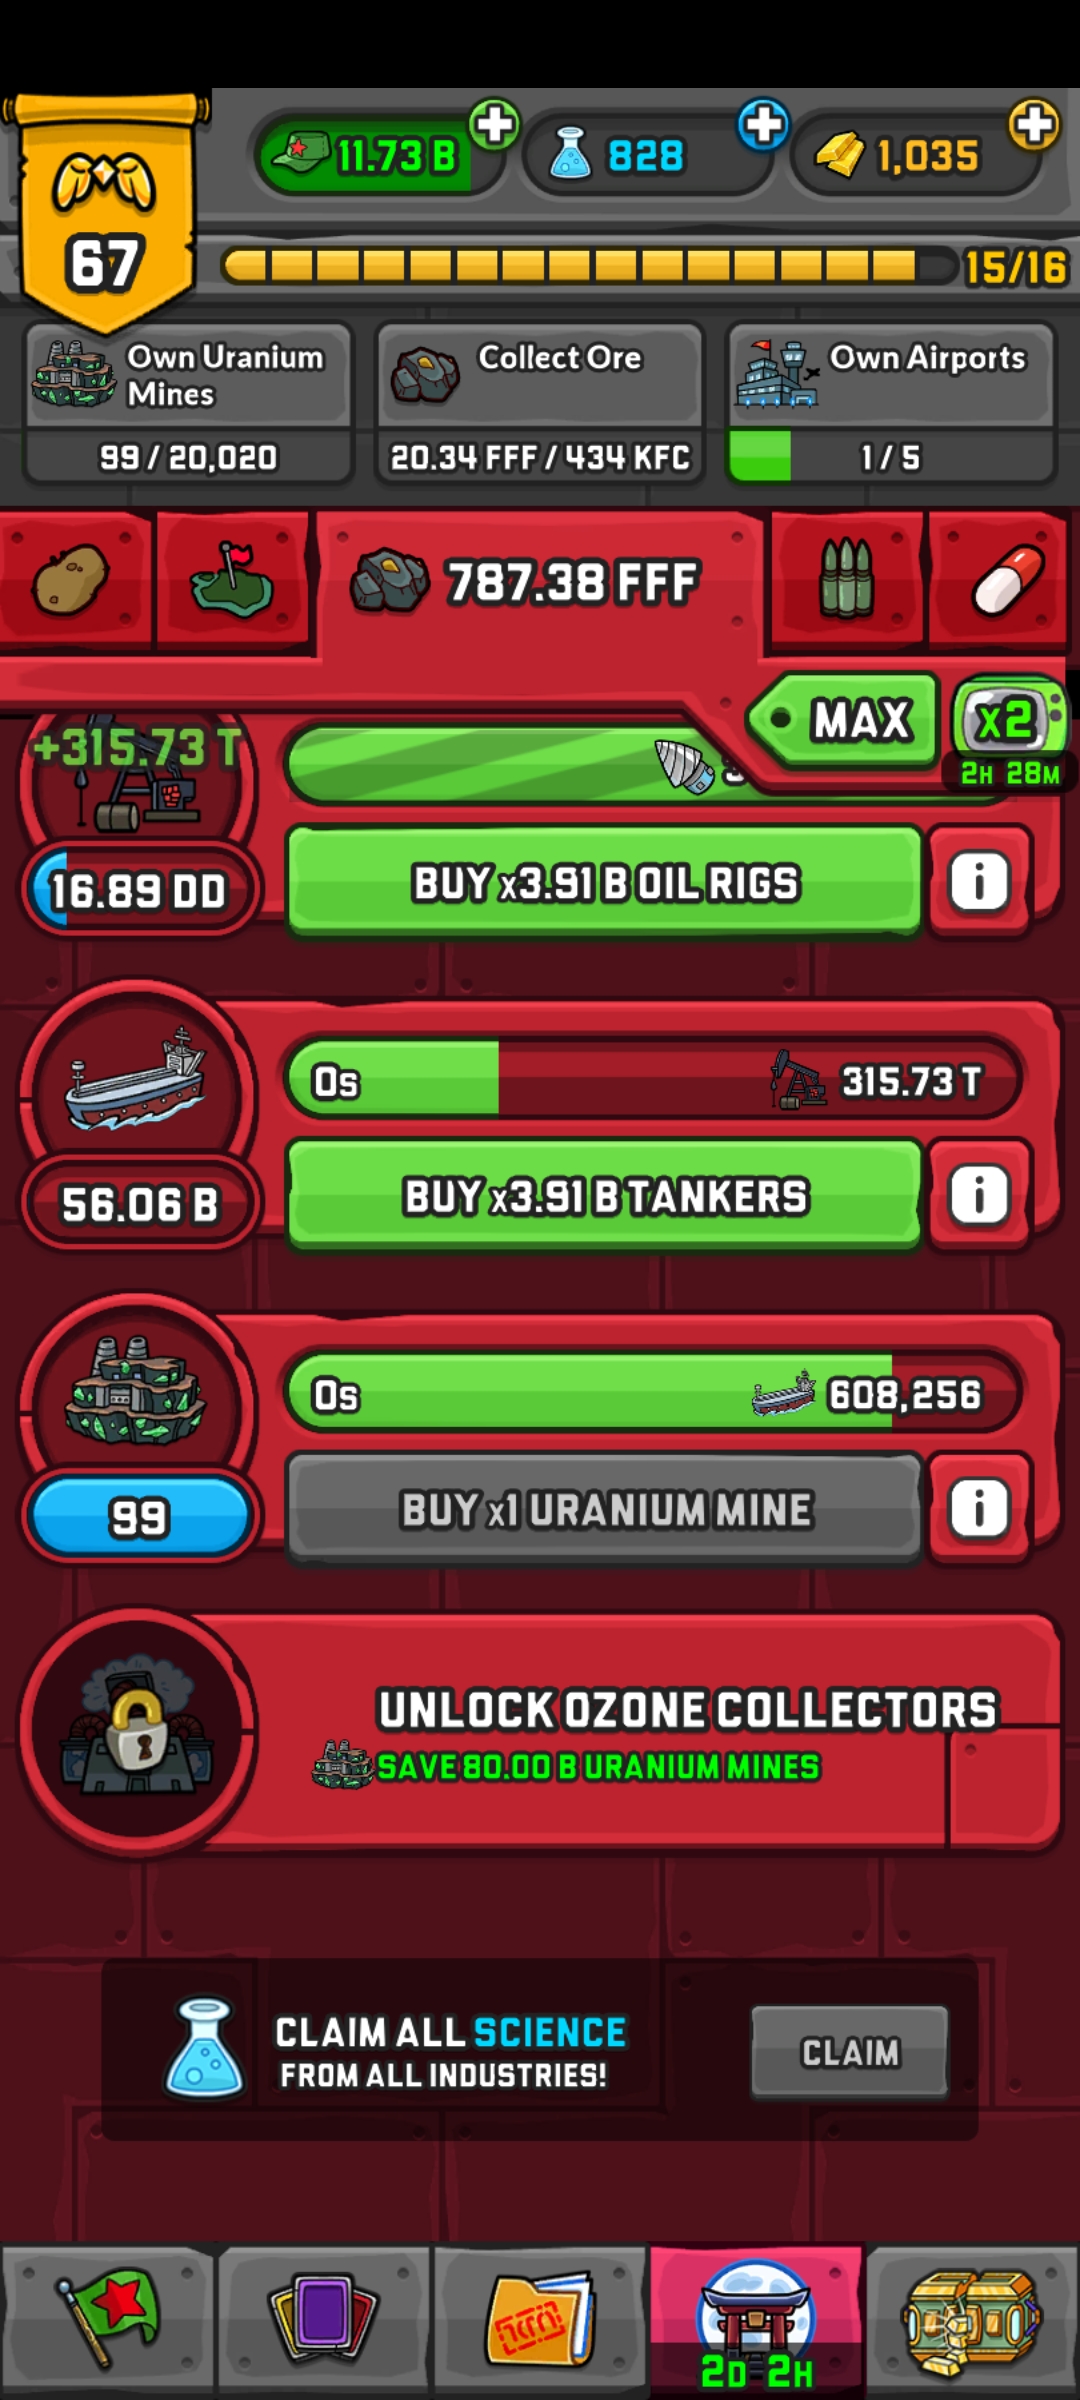 11.73 B
828
1,035
67
15/16
Own Uranium
Mines
99 / 20,020
Collect Ore
20.34 FFF / 434 KFC
Own Airports
1 / 5
787.38 FFF
MAX
x2
2H 28M
+315.73 T
16.89 DD
BUY x3.91 B OIL RIGS
i
0s
315.73 T
56.06 B
BUY x3.91 B TANKERS
i
0s
608,256
99
BUY x1 URANIUM MINE
i
UNLOCK OZONE COLLECTORS
SAVE 80.00 B URANIUM MINES
CLAIM ALL SCIENCE
FROM ALL INDUSTRIES!
CLAIM
2D 2H